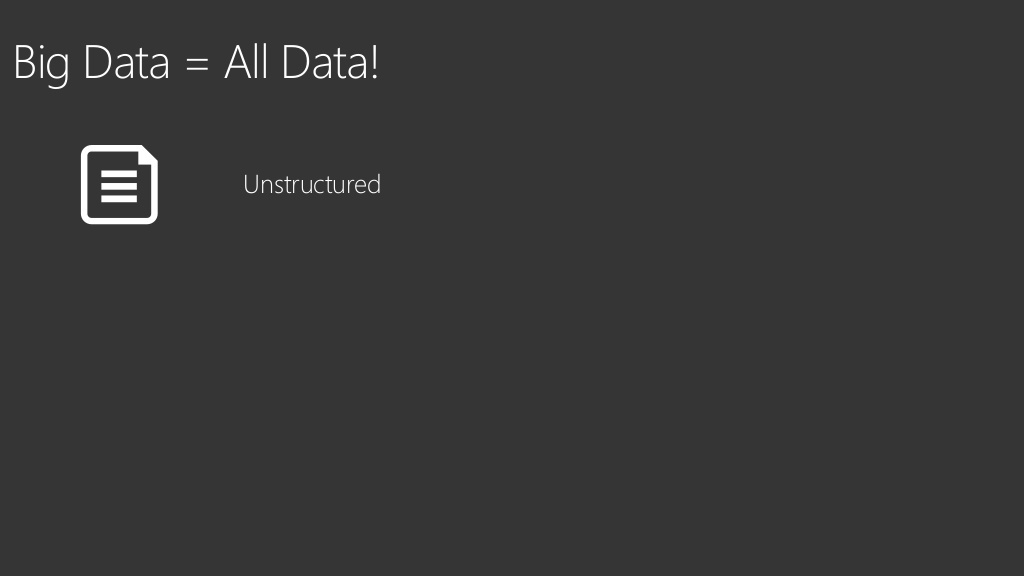 Big Data = All Data!
Unstructured